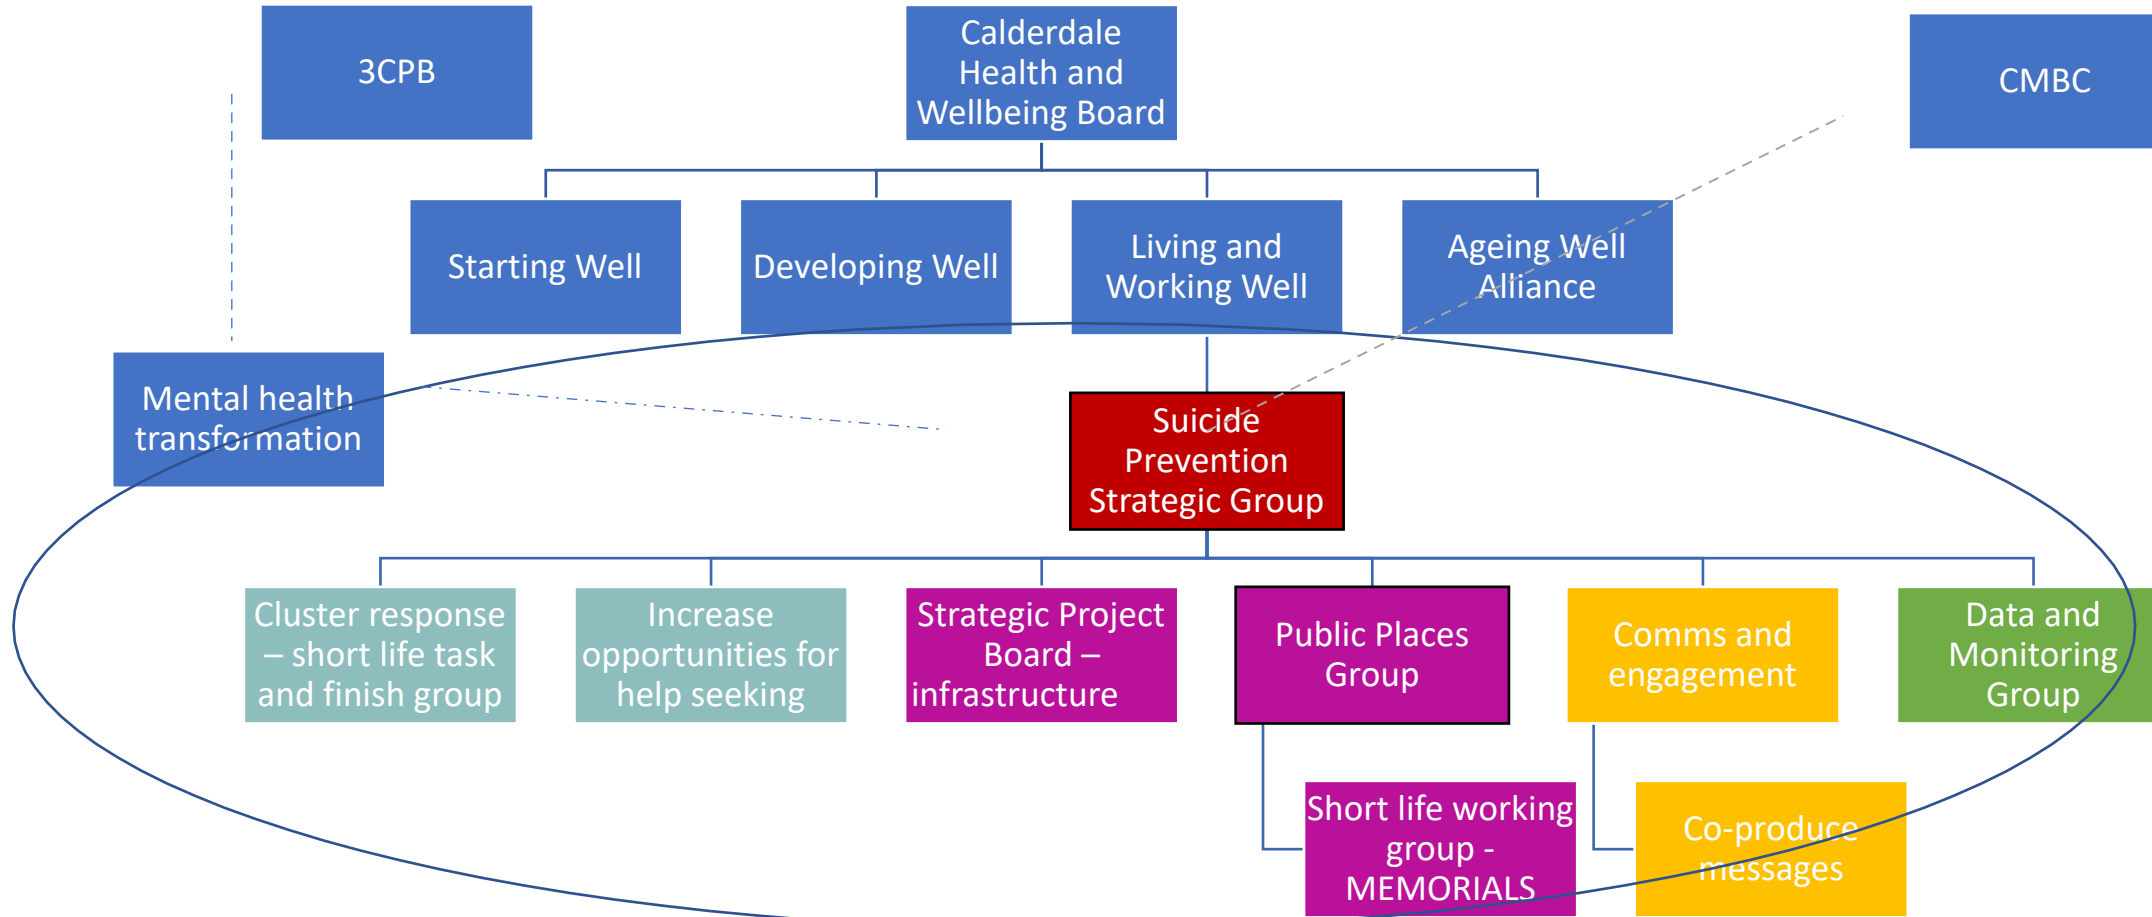 3CPB
Calderdale
Health and
Wellbeing Board
CMBC
Starting Well
Developing Well
Living and
Working Well
Ageing Well
Alliance
Mental health
transformation
Suicide
Prevention
Strategic Group
Cluster response
– short life task
and finish group
Increase
opportunities for
help seeking
Strategic Project
Board –
infrastructure
Public Places
Group
Comms and
engagement
Data and
Monitoring
Group
Short life working
group -
MEMORIALS
Co-produce
messages